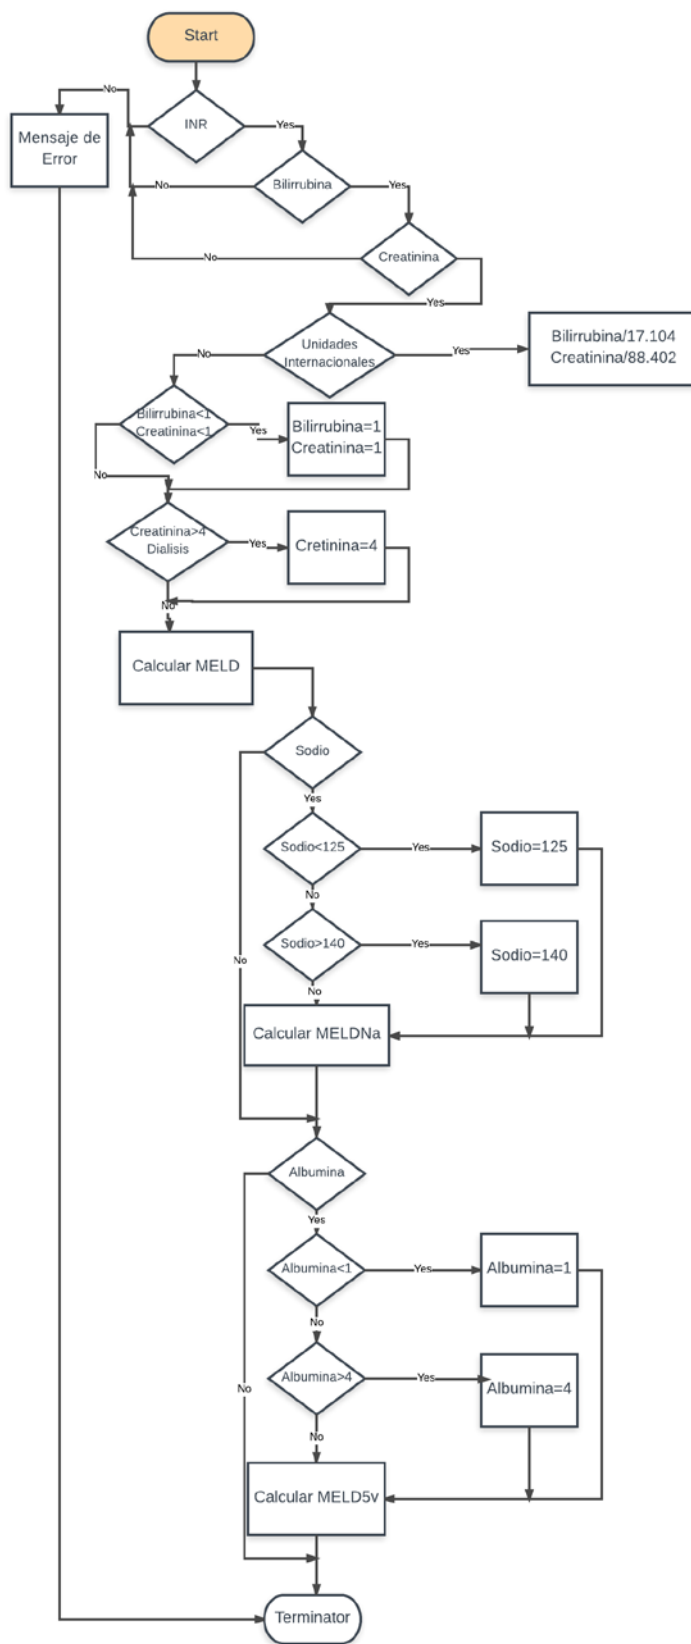 Start
No
INR
Yes
Mensaje de
Error
No
Bilirrubina
Yes
No
Creatinina
Yes
Unidades
Internacionales
No
Yes
Bilirrubina/17.104
Creatinina/88.402
Bilirrubina<1
Creatinina<1
Yes
Bilirrubina=1
Creatinina=1
No
Creatinina>4
Dialisis
Yes
Cretinina=4
No
Calcular MELD
Sodio
Yes
Sodio<125
Yes
Sodio=125
No
Sodio>140
Yes
Sodio=140
No
No
Calcular MELDNa
Albumina
Yes
Albumina<1
Yes
Albumina=1
No
Albumina>4
Yes
Albumina=4
No
No
Calcular MELD5v
Terminator